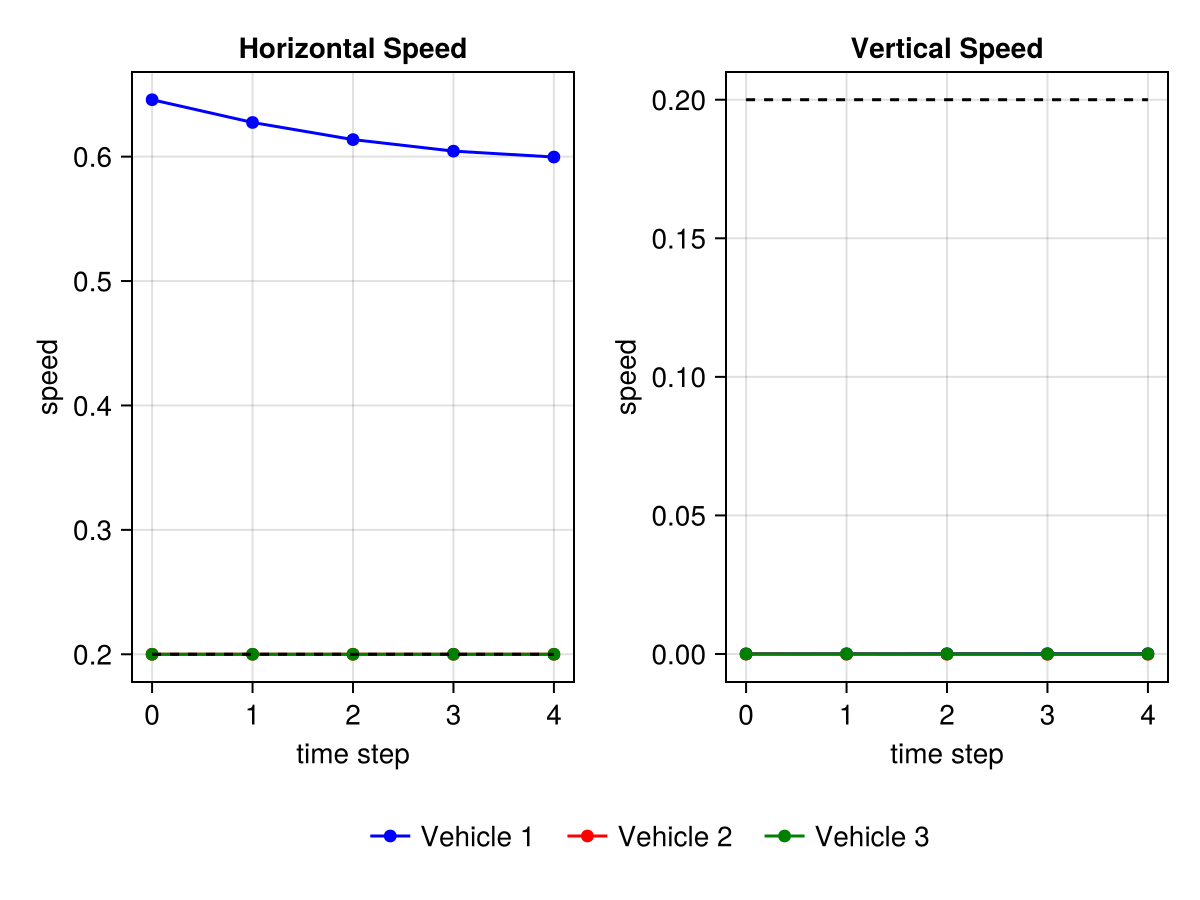 Horizontal Speed
0.6
0.5
0.4
0.3
0.2
speed
0 1 2 3 4
time step
Vertical Speed
0.20
0.15
0.10
0.05
0.00
speed
0 1 2 3 4
time step
Vehicle 1 Vehicle 2 Vehicle 3